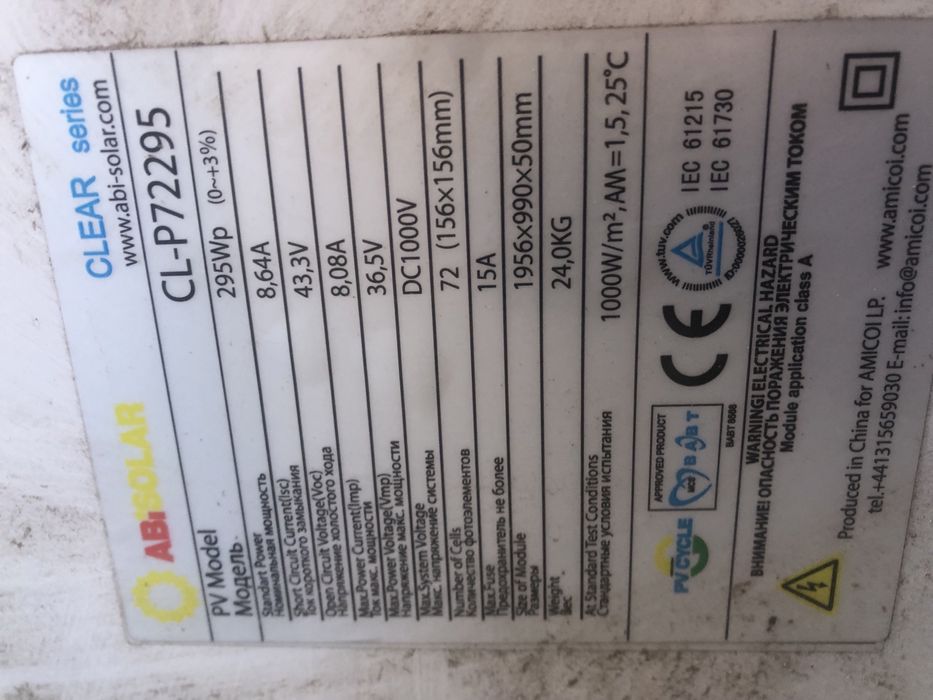 ABi SOLAR
CLEAR series
www.abi-solar.com
PV Model
Модель
CL-P72295
Standart Power
Номинальная мощность
295Wp (0~+3%)
Short Circuit Current(Isc)
Ток короткого замыкания
8,64A
Open Circuit Voltage(Voc)
Напряжение холостого хода
43,3V
Max.Power Current(Imp)
Ток макс. мощности
8,08A
Max.Power Voltage(Vmp)
Напряжение макс. мощности
36,5V
Max.System Voltage
Макс. напряжение системы
DC1000V
Number of Cells
Количество фотоэлементов
72 (156×156mm)
Max.Fuse
Предохранитель не более
15A
Size of Module
Размеры
1956×990×50mm
Weight
Вес
24,0KG
At Standard Test Conditions
Стандартные условия испытания
1000W/m², AM=1,5, 25°C
PV CYCLE
APPROVED PRODUCT
BABT
BABT 6568
CE
www.tuv.com
TÜVRheinland
IEC 61215
IEC 61730
WARNING! ELECTRICAL HAZARD
ВНИМАНИЕ! ОПАСНОСТЬ ПОРАЖЕНИЯ ЭЛЕКТРИЧЕСКИМ ТОКОМ
Module application class A
Produced in China for AMICOI LP. www.amicoi.com
tel.+441315659030 E-mail: info@amicoi.com